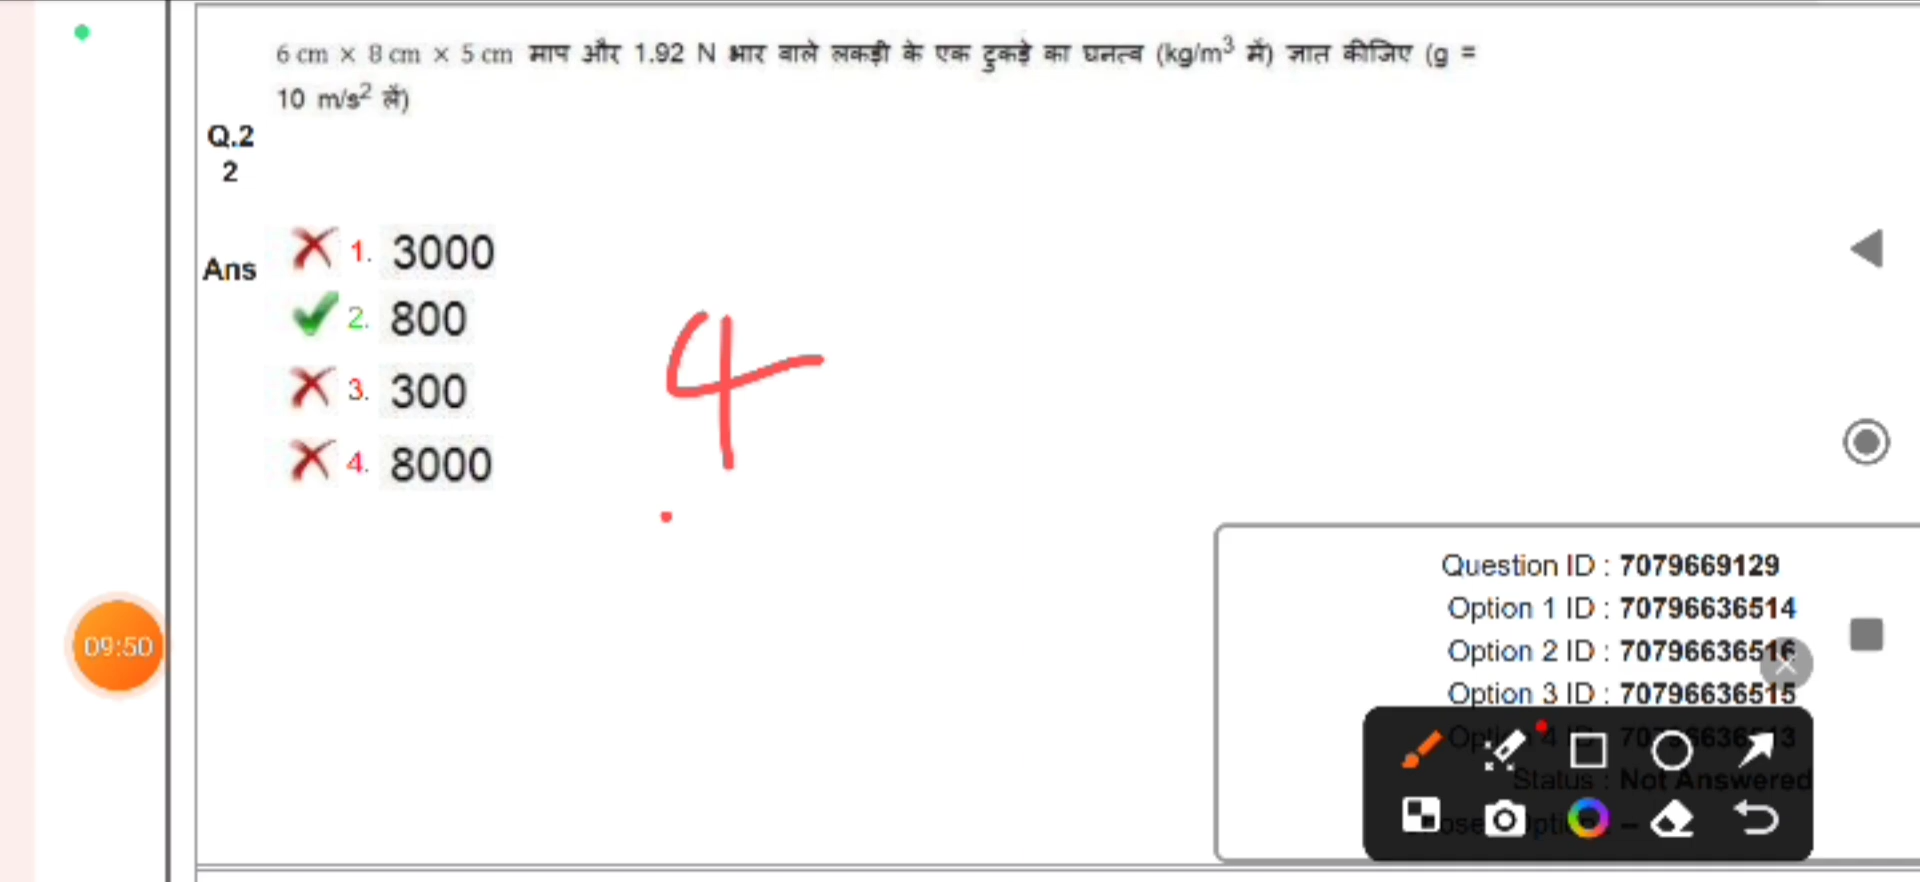 6 cm × 8 cm × 5 cm माप और 1.92 N भार वाले लकड़ी के एक टुकड़े का घनत्व (kg/m³ में) ज्ञात कीजिए (g =
10 m/s² लें)
Q.2
2
Ans
1. 3000
2. 800
3. 300
4. 8000
4
09:50
Question ID : 7079669129
Option 1 ID : 70796636514
Option 2 ID : 70796636516
Option 3 ID : 70796636515
Status : Not Answered